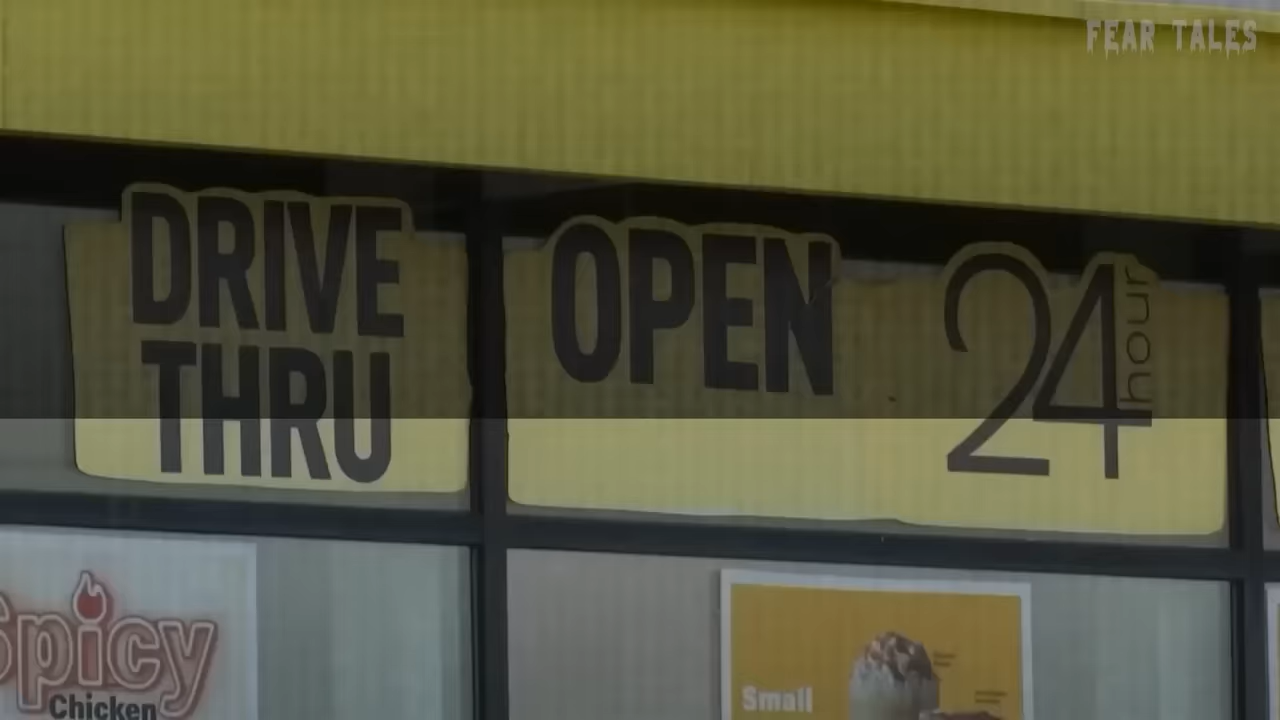 FEAR TALES
DRIVE
THRU
OPEN
24
hour
Spicy
Chicken
Small